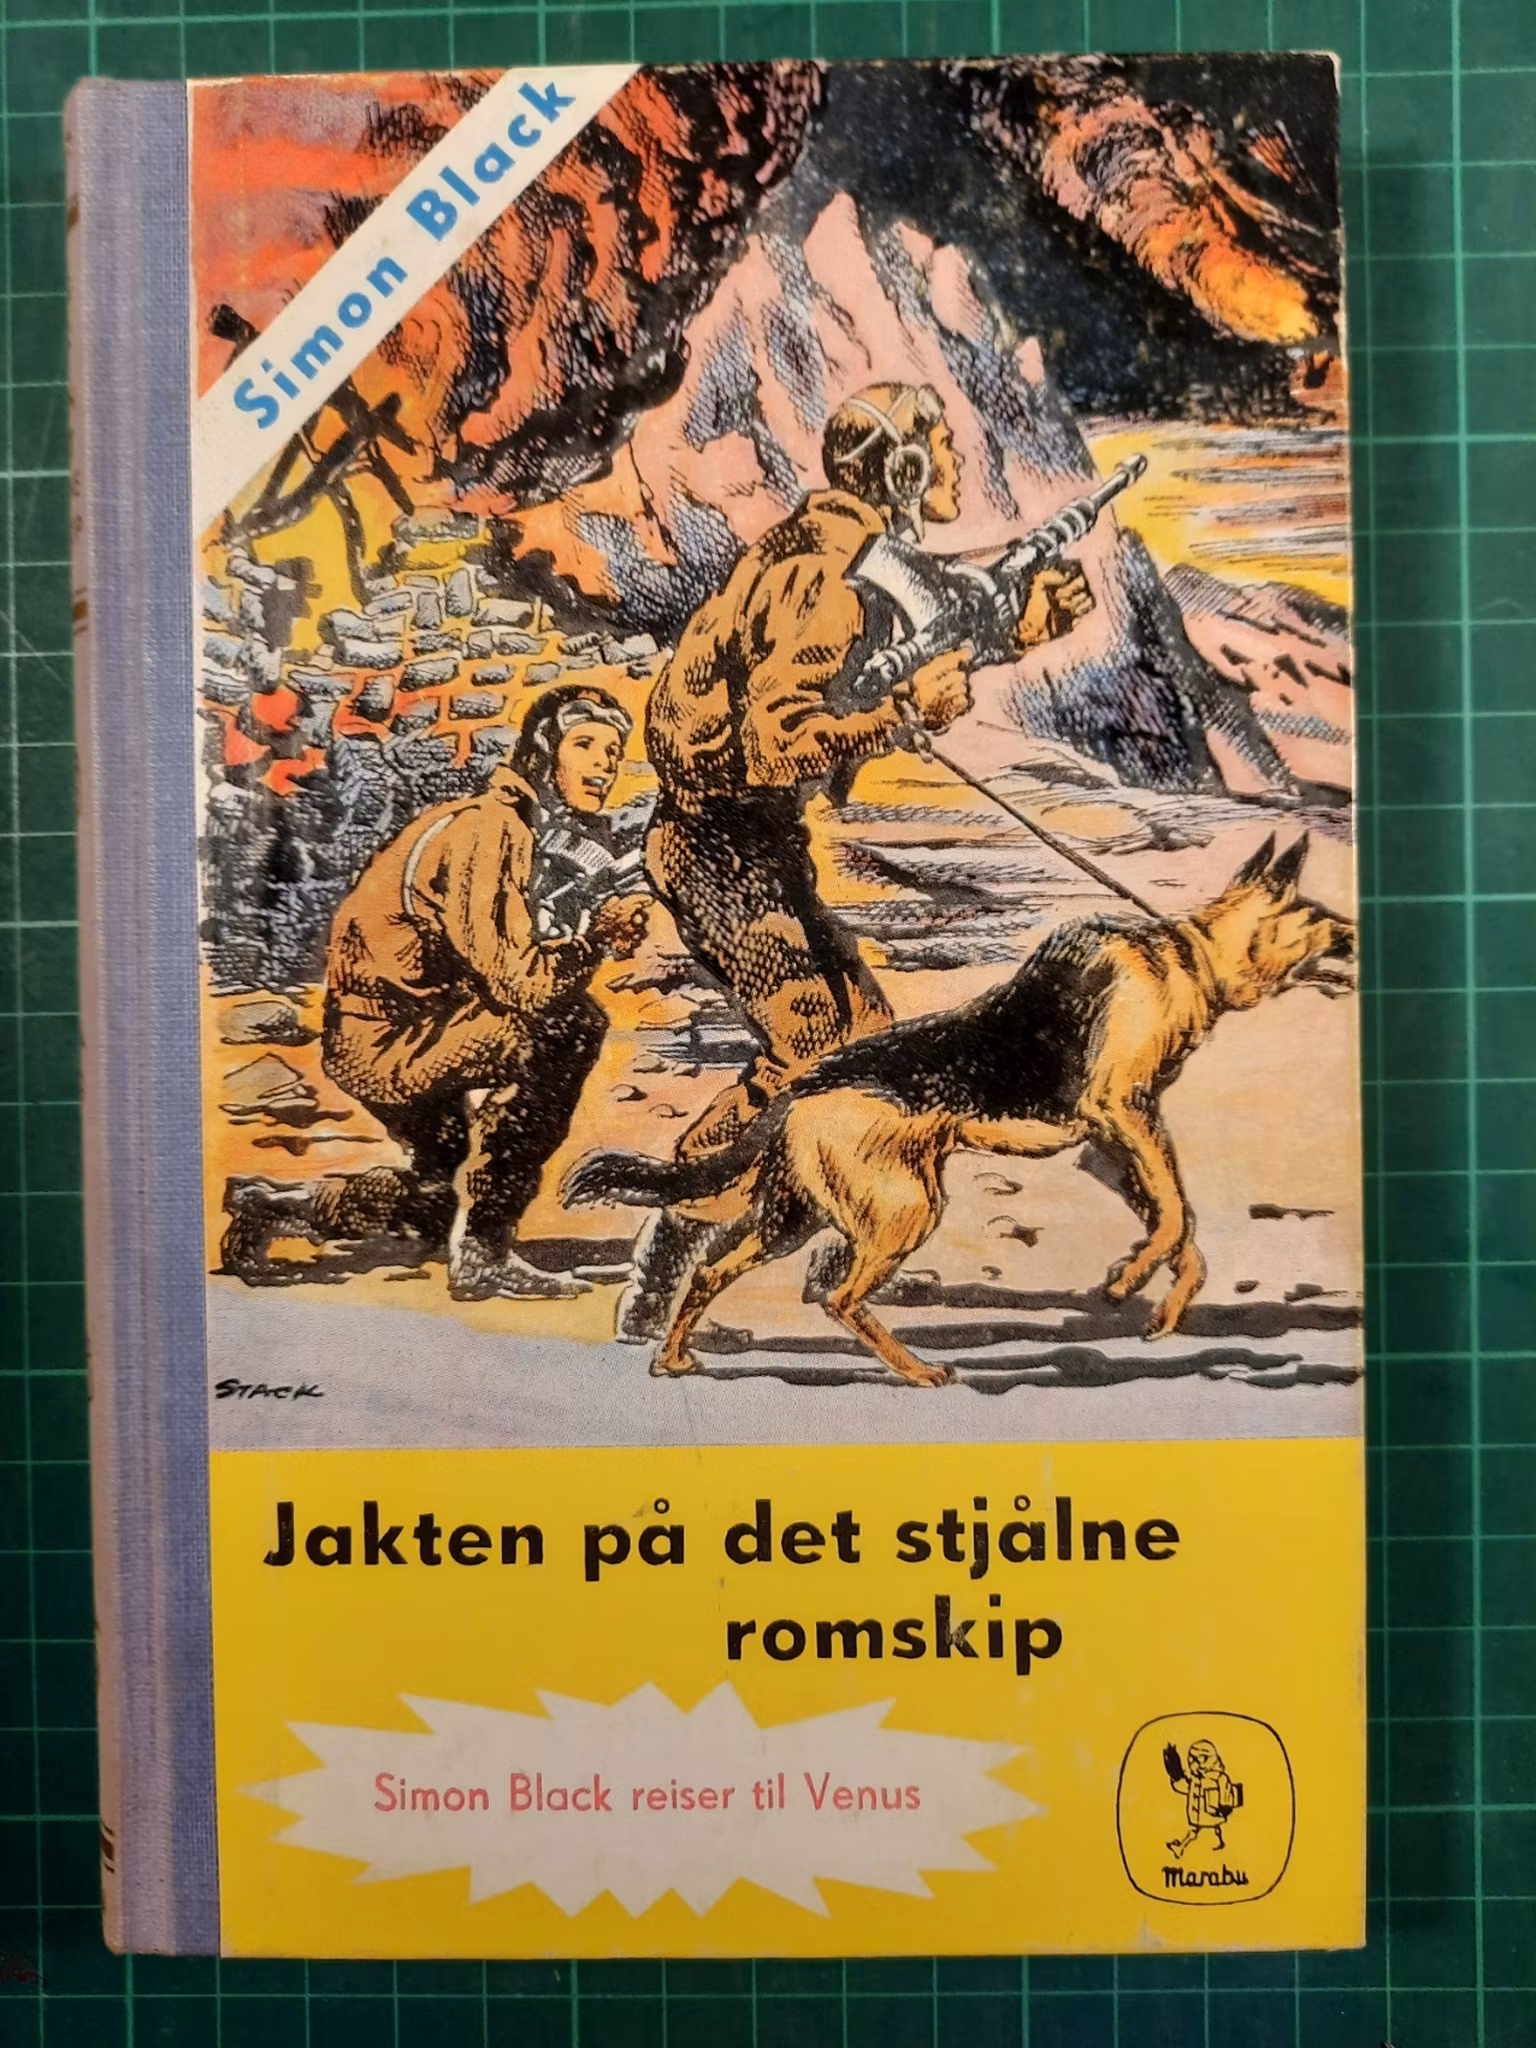 Simon Black
STACK
Jakten på det stjålne
romskip
Simon Black reiser til Venus
Marabu